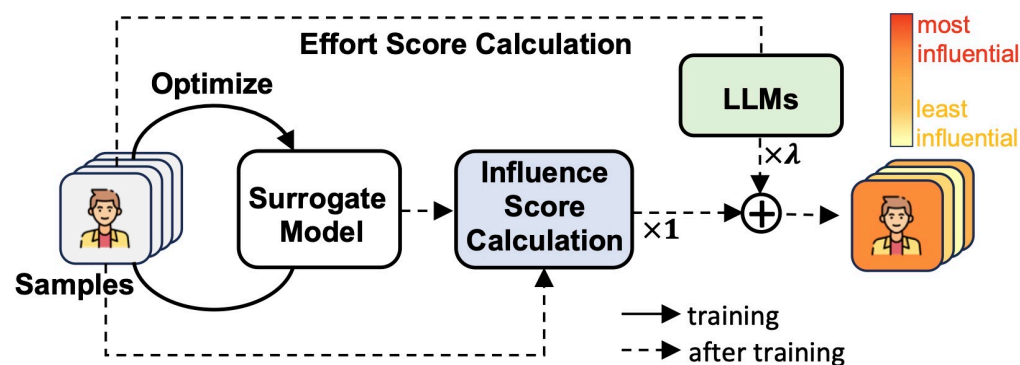 Effort Score Calculation
most
influential
least
influential
Optimize
LLMs
×λ
Surrogate
Model
Influence
Score
Calculation
×1
+
Samples
training
after training